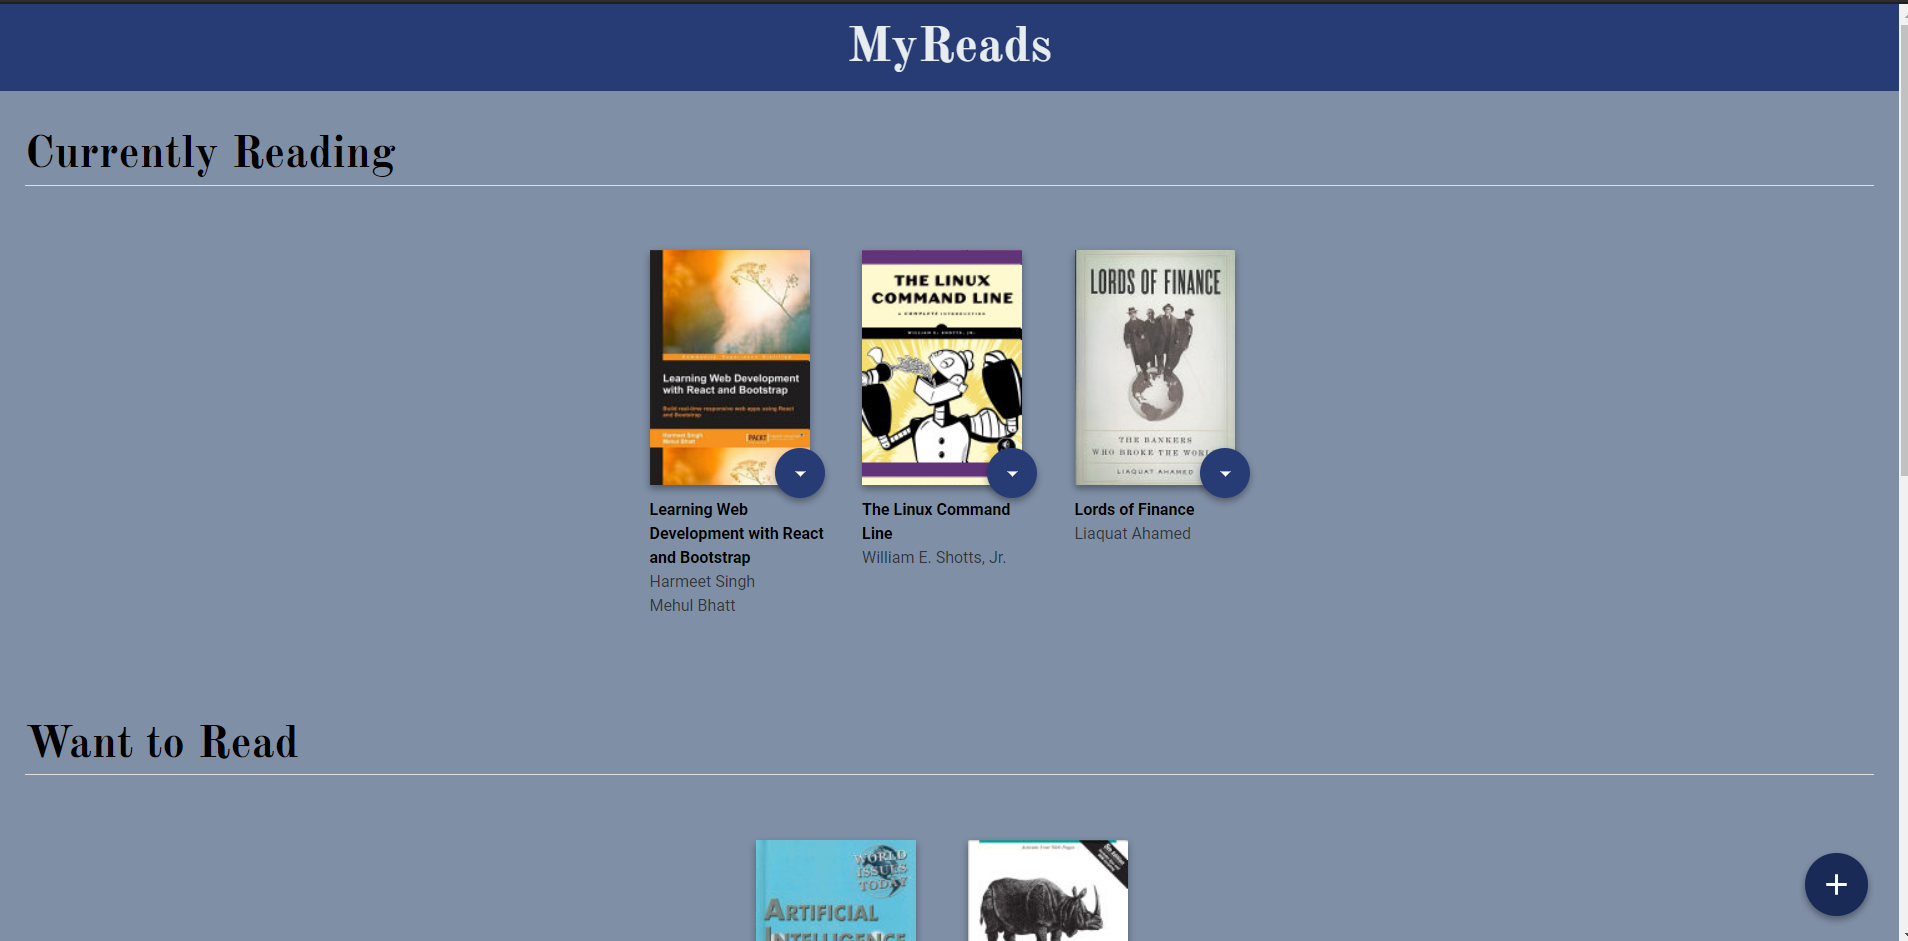 MyReads
Currently Reading
Learning Web Development
with React and Bootstrap
Build real-time responsive web apps using React
and Bootstrap
Harmeet Singh
Mehul Bhatt
PACKT
THE LINUX
COMMAND LINE
A COMPLETE INTRODUCTION
WILLIAM E. SHOTTS, JR.
LORDS OF FINANCE
THE BANKERS
WHO BROKE THE WORL
LIAQUAT AHAMED
Learning Web
Development with React
and Bootstrap
Harmeet Singh
Mehul Bhatt
The Linux Command
Line
William E. Shotts, Jr.
Lords of Finance
Liaquat Ahamed
Want to Read
WORLD
ISSUES
TODAY
ARTIFICIAL
INTELLIGENCE